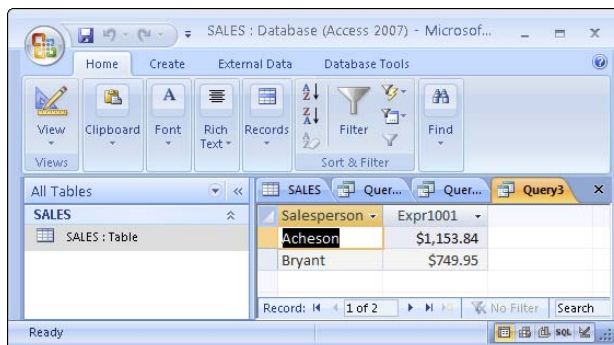 SALES : Database (Access 2007) - Microsof...
Home Create External Data Database Tools
View Clipboard Font Rich Text Records Filter Find
Views Sort & Filter
All Tables
SALES Quer... Quer... Query3
SALES
SALES : Table
Salesperson Expr1001
Acheson $1,153.84
Bryant $749.95
Record: 1 of 2 No Filter Search
Ready SQL